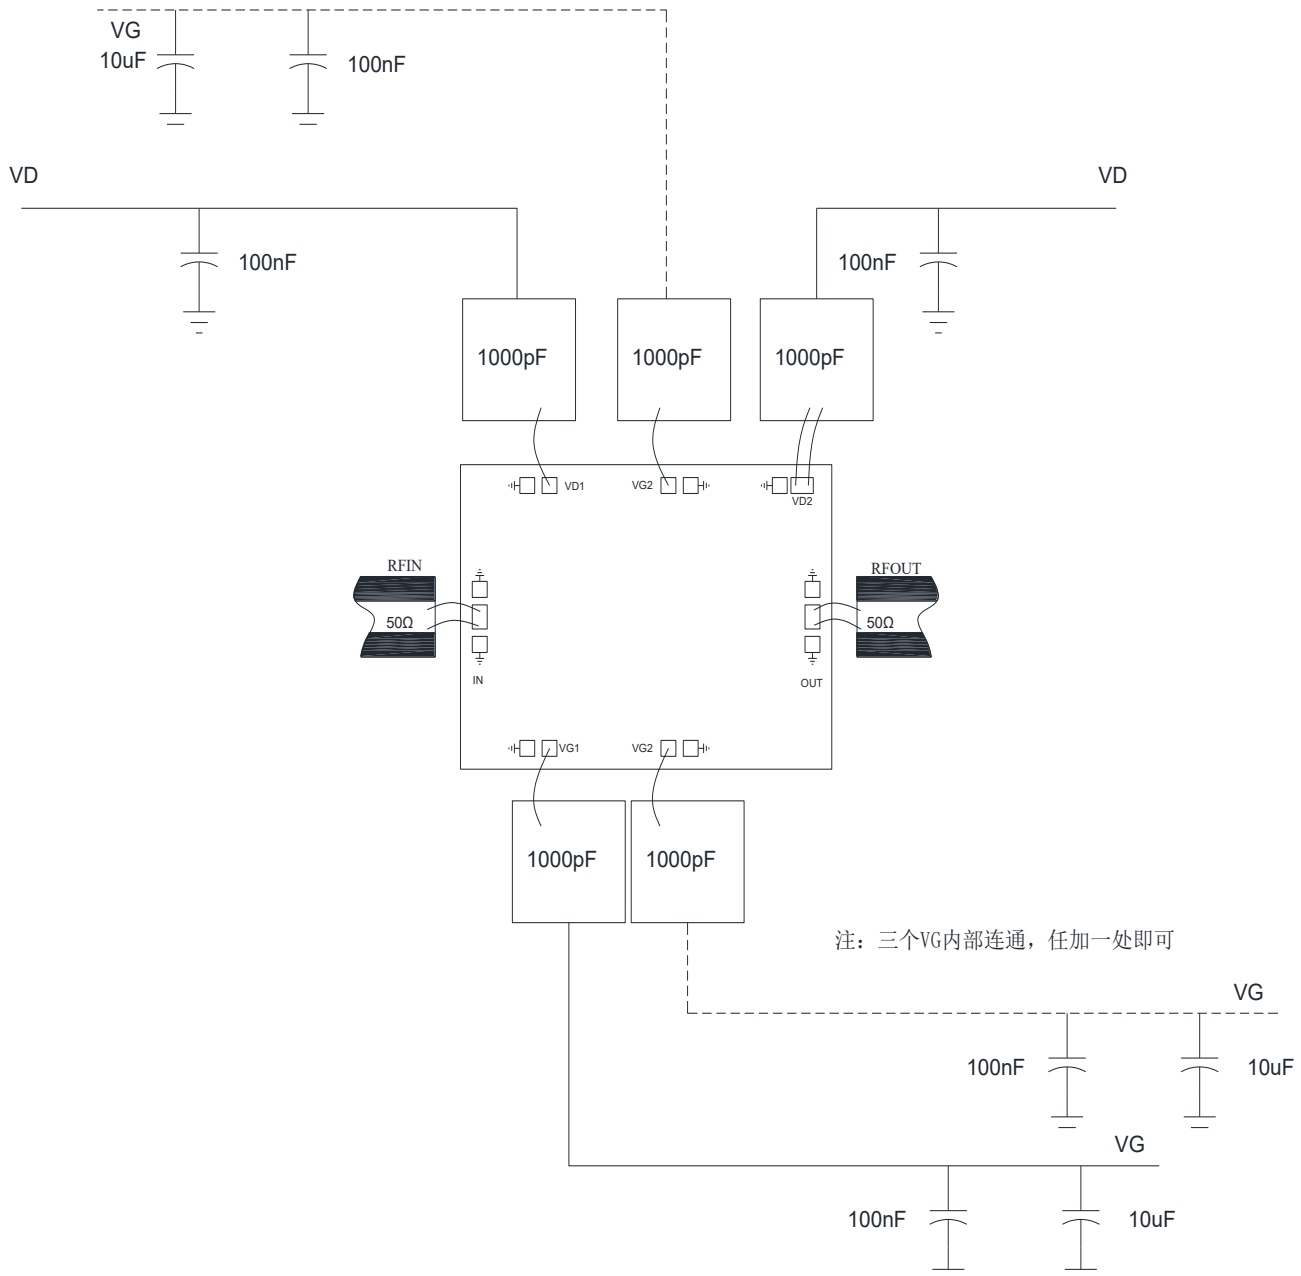 VG
10uF
100nF
VD
VD
100nF
100nF
1000pF
1000pF
1000pF
VD1
VG2
VD2
RFIN
RFOUT
50Ω
50Ω
IN
OUT
VG1
VG2
1000pF
1000pF
注：三个VG内部连通，任加一处即可
VG
100nF
10uF
VG
100nF
10uF